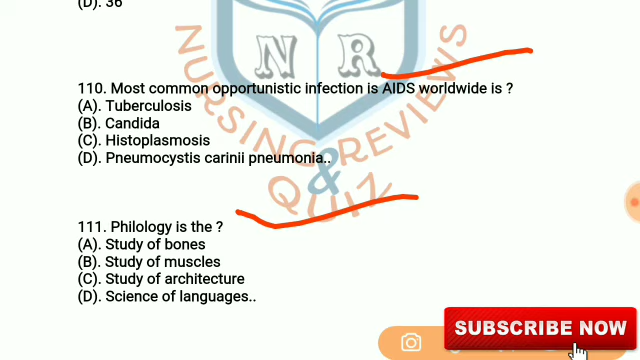 (D). 36
N R
NURSING REVIEWS
& 
QUIZ
110. Most common opportunistic infection is AIDS worldwide is ?
(A). Tuberculosis
(B). Candida
(C). Histoplasmosis
(D). Pneumocystis carinii pneumonia..
111. Philology is the ?
(A). Study of bones
(B). Study of muscles
(C). Study of architecture
(D). Science of languages..
SUBSCRIBE NOW